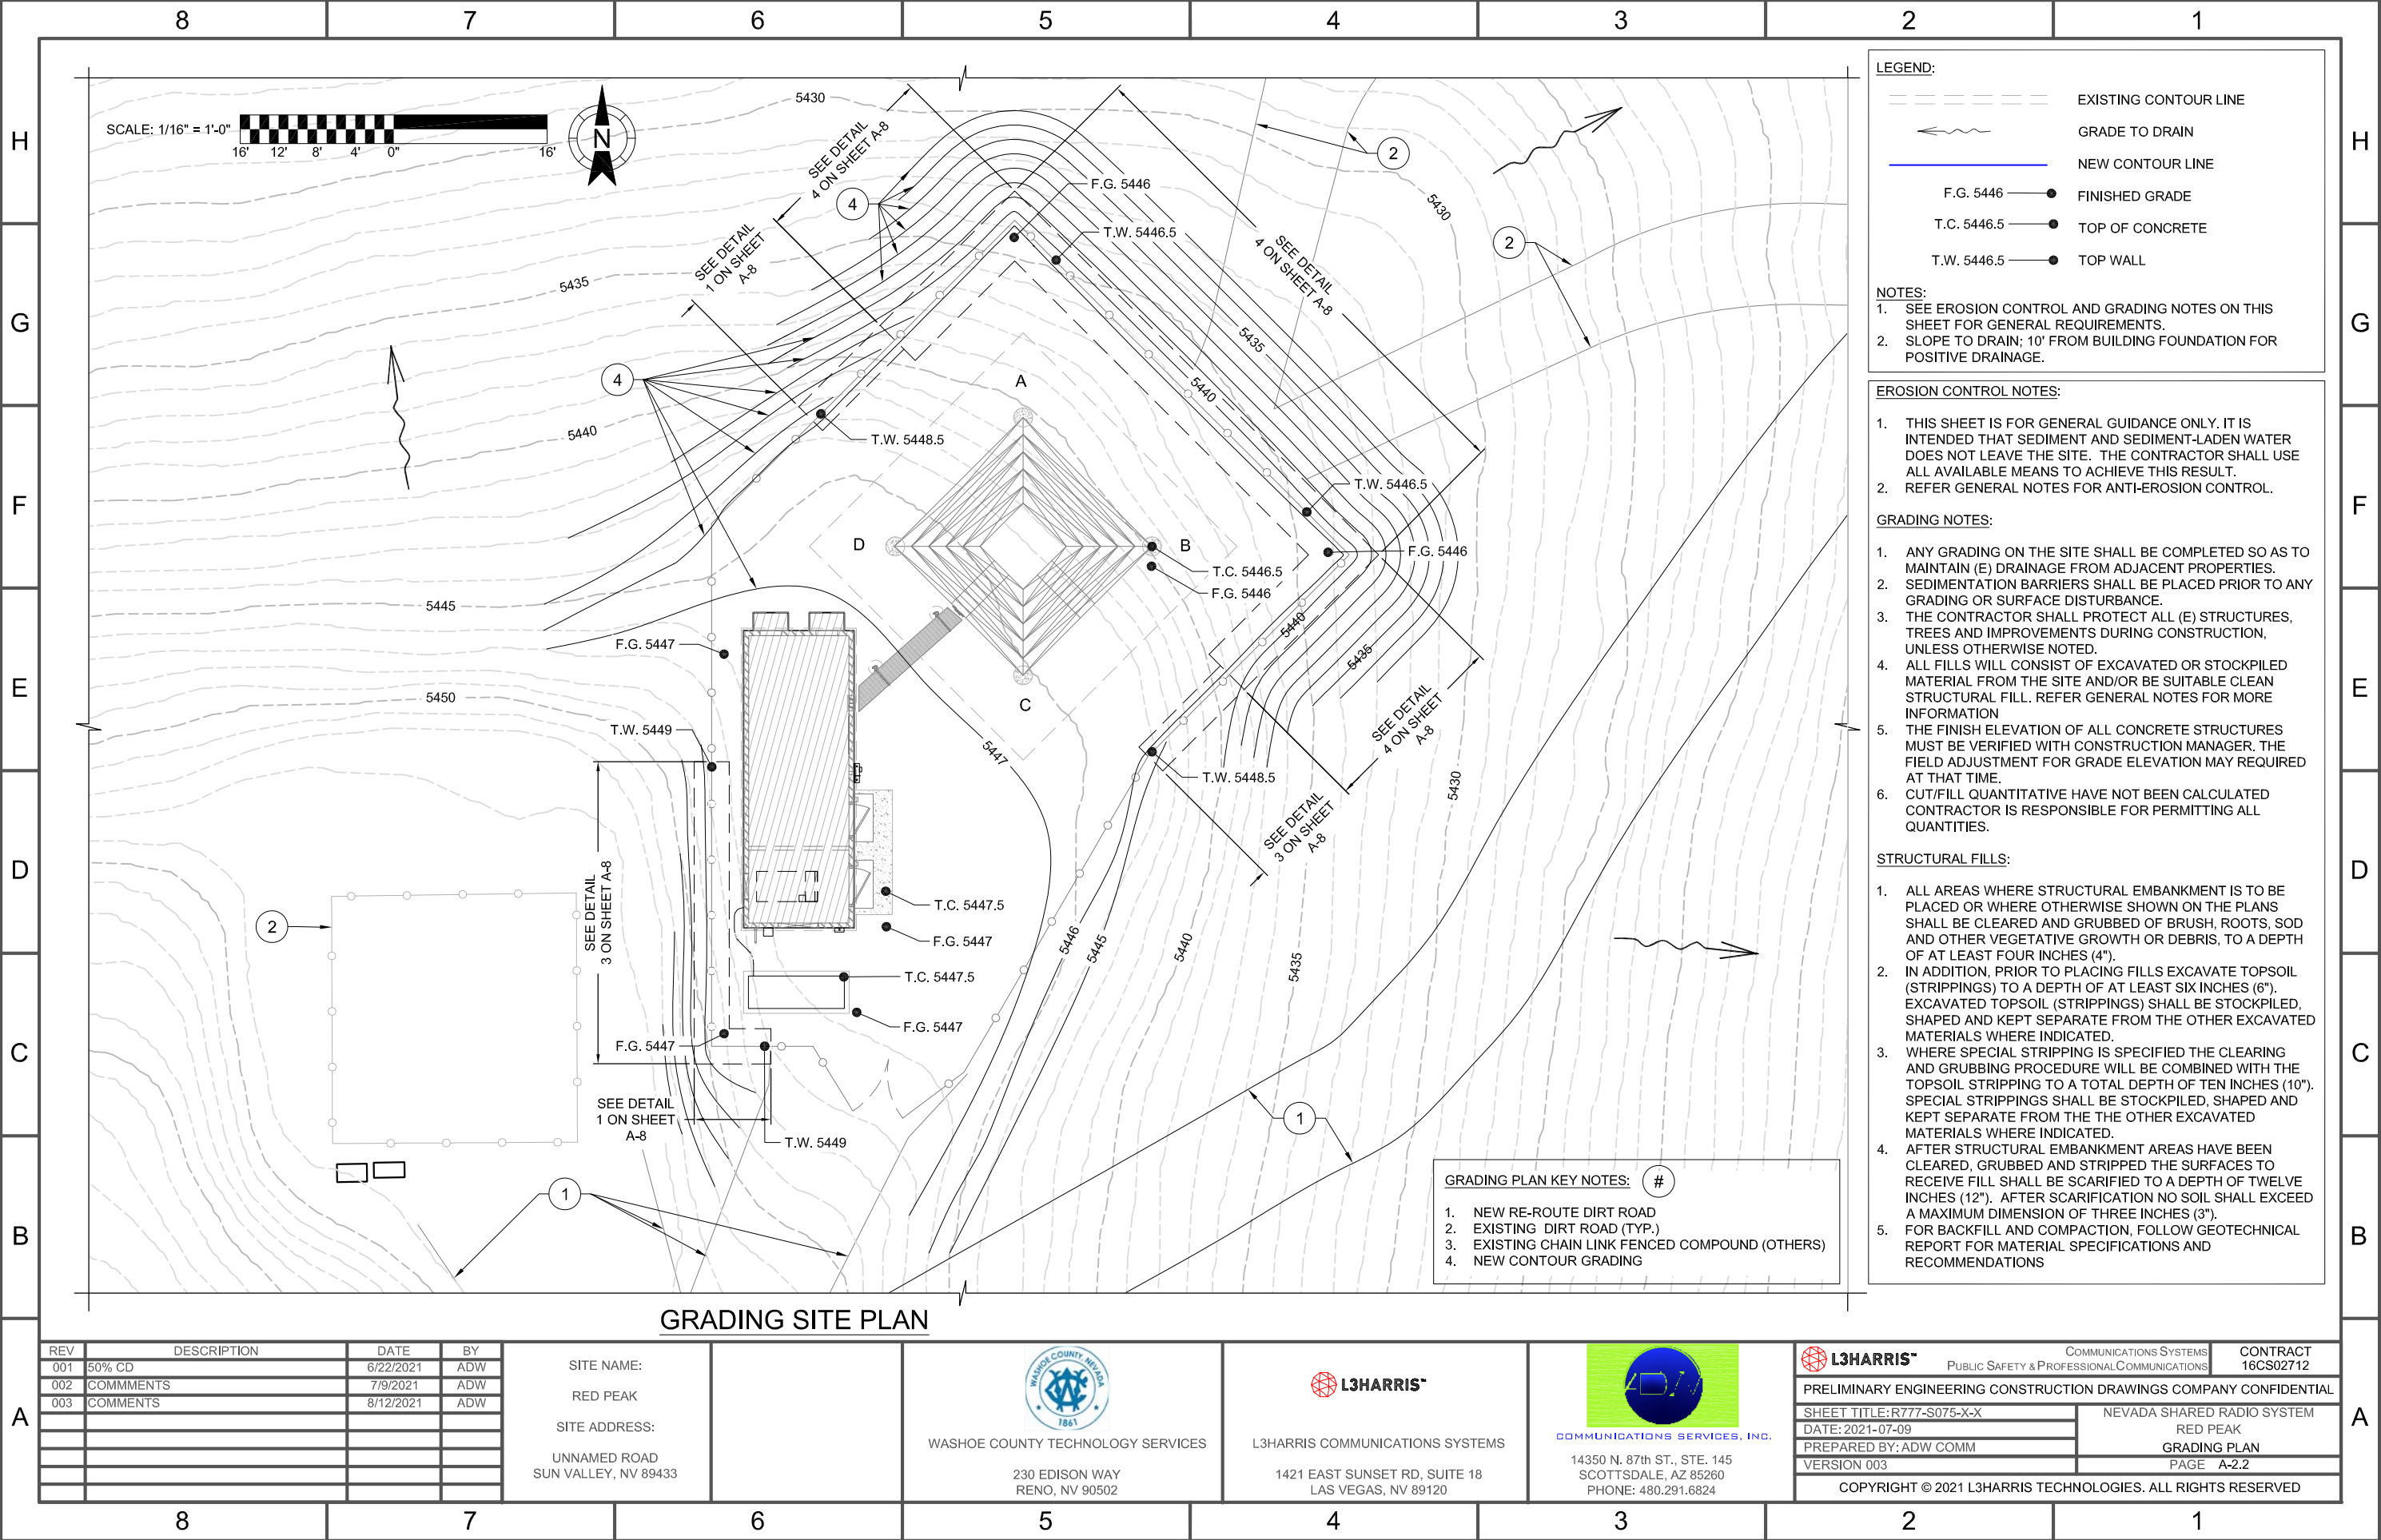 8 7 6 5 4 3 2 1
H
G
F
E
D
C
B
A
SCALE: 1/16" = 1'-0"
16' 12' 8' 4' 0" 16'
N
5430
SEE DETAIL
4 ON SHEET A-8
4
SEE DETAIL
1 ON SHEET
A-8
F.G. 5446
T.W. 5446.5
2
5430
2
SEE DETAIL
4 ON SHEET A-8
5435
5435
5440
4
5440
T.W. 5448.5
A
D
B
C
T.W. 5446.5
F.G. 5446
T.C. 5446.5
F.G. 5446
5445
F.G. 5447
5440
5435
5450
T.W. 5449
5447
SEE DETAIL
4 ON SHEET
A-8
T.W. 5448.5
5430
SEE DETAIL
3 ON SHEET
A-8
SEE DETAIL
3 ON SHEET A-8
2
T.C. 5447.5
F.G. 5447
5446
5445
5440
5435
T.C. 5447.5
F.G. 5447
F.G. 5447
SEE DETAIL
1 ON SHEET
A-8
T.W. 5449
1
1
GRADING PLAN KEY NOTES: #
1. NEW RE-ROUTE DIRT ROAD
2. EXISTING DIRT ROAD (TYP.)
3. EXISTING CHAIN LINK FENCED COMPOUND (OTHERS)
4. NEW CONTOUR GRADING
GRADING SITE PLAN
LEGEND:
EXISTING CONTOUR LINE
GRADE TO DRAIN
NEW CONTOUR LINE
F.G. 5446 FINISHED GRADE
T.C. 5446.5 TOP OF CONCRETE
T.W. 5446.5 TOP WALL
NOTES:
1. SEE EROSION CONTROL AND GRADING NOTES ON THIS
SHEET FOR GENERAL REQUIREMENTS.
2. SLOPE TO DRAIN; 10' FROM BUILDING FOUNDATION FOR
POSITIVE DRAINAGE.
EROSION CONTROL NOTES:
1. THIS SHEET IS FOR GENERAL GUIDANCE ONLY. IT IS
INTENDED THAT SEDIMENT AND SEDIMENT-LADEN WATER
DOES NOT LEAVE THE SITE. THE CONTRACTOR SHALL USE
ALL AVAILABLE MEANS TO ACHIEVE THIS RESULT.
2. REFER GENERAL NOTES FOR ANTI-EROSION CONTROL.
GRADING NOTES:
1. ANY GRADING ON THE SITE SHALL BE COMPLETED SO AS TO
MAINTAIN (E) DRAINAGE FROM ADJACENT PROPERTIES.
2. SEDIMENTATION BARRIERS SHALL BE PLACED PRIOR TO ANY
GRADING OR SURFACE DISTURBANCE.
3. THE CONTRACTOR SHALL PROTECT ALL (E) STRUCTURES,
TREES AND IMPROVEMENTS DURING CONSTRUCTION,
UNLESS OTHERWISE NOTED.
4. ALL FILLS WILL CONSIST OF EXCAVATED OR STOCKPILED
MATERIAL FROM THE SITE AND/OR BE SUITABLE CLEAN
STRUCTURAL FILL. REFER GENERAL NOTES FOR MORE
INFORMATION
5. THE FINISH ELEVATION OF ALL CONCRETE STRUCTURES
MUST BE VERIFIED WITH CONSTRUCTION MANAGER. THE
FIELD ADJUSTMENT FOR GRADE ELEVATION MAY REQUIRED
AT THAT TIME.
6. CUT/FILL QUANTITATIVE HAVE NOT BEEN CALCULATED
CONTRACTOR IS RESPONSIBLE FOR PERMITTING ALL
QUANTITIES.
STRUCTURAL FILLS:
1. ALL AREAS WHERE STRUCTURAL EMBANKMENT IS TO BE
PLACED OR WHERE OTHERWISE SHOWN ON THE PLANS
SHALL BE CLEARED AND GRUBBED OF BRUSH, ROOTS, SOD
AND OTHER VEGETATIVE GROWTH OR DEBRIS, TO A DEPTH
OF AT LEAST FOUR INCHES (4").
2. IN ADDITION, PRIOR TO PLACING FILLS EXCAVATE TOPSOIL
(STRIPPINGS) TO A DEPTH OF AT LEAST SIX INCHES (6").
EXCAVATED TOPSOIL (STRIPPINGS) SHALL BE STOCKPILED,
SHAPED AND KEPT SEPARATE FROM THE OTHER EXCAVATED
MATERIALS WHERE INDICATED.
3. WHERE SPECIAL STRIPPING IS SPECIFIED THE CLEARING
AND GRUBBING PROCEDURE WILL BE COMBINED WITH THE
TOPSOIL STRIPPING TO A TOTAL DEPTH OF TEN INCHES (10").
SPECIAL STRIPPINGS SHALL BE STOCKPILED, SHAPED AND
KEPT SEPARATE FROM THE THE OTHER EXCAVATED
MATERIALS WHERE INDICATED.
4. AFTER STRUCTURAL EMBANKMENT AREAS HAVE BEEN
CLEARED, GRUBBED AND STRIPPED THE SURFACES TO
RECEIVE FILL SHALL BE SCARIFIED TO A DEPTH OF TWELVE
INCHES (12"). AFTER SCARIFICATION NO SOIL SHALL EXCEED
A MAXIMUM DIMENSION OF THREE INCHES (3").
5. FOR BACKFILL AND COMPACTION, FOLLOW GEOTECHNICAL
REPORT FOR MATERIAL SPECIFICATIONS AND
RECOMMENDATIONS
H
G
F
E
D
C
B
A
REV DESCRIPTION DATE BY
001 50% CD 6/22/2021 ADW
002 COMMMENTS 7/9/2021 ADW
003 COMMENTS 8/12/2021 ADW
SITE NAME:
RED PEAK
SITE ADDRESS:
UNNAMED ROAD
SUN VALLEY, NV 89433
WASHOE COUNTY, NEVADA
1861
WASHOE COUNTY TECHNOLOGY SERVICES
230 EDISON WAY
RENO, NV 90502
L3HARRIS™
L3HARRIS COMMUNICATIONS SYSTEMS
1421 EAST SUNSET RD, SUITE 18
LAS VEGAS, NV 89120
COMMUNICATIONS SERVICES, INC.
14350 N. 87th ST., STE. 145
SCOTTSDALE, AZ 85260
PHONE: 480.291.6824
L3HARRIS™
COMMUNICATIONS SYSTEMS
PUBLIC SAFETY & PROFESSIONAL COMMUNICATIONS
CONTRACT
16CS02712
PRELIMINARY ENGINEERING CONSTRUCTION DRAWINGS COMPANY CONFIDENTIAL
SHEET TITLE: R777-S075-X-X
DATE: 2021-07-09
PREPARED BY: ADW COMM
VERSION 003
NEVADA SHARED RADIO SYSTEM
RED PEAK
GRADING PLAN
PAGE A-2.2
COPYRIGHT © 2021 L3HARRIS TECHNOLOGIES. ALL RIGHTS RESERVED
8 7 6 5 4 3 2 1